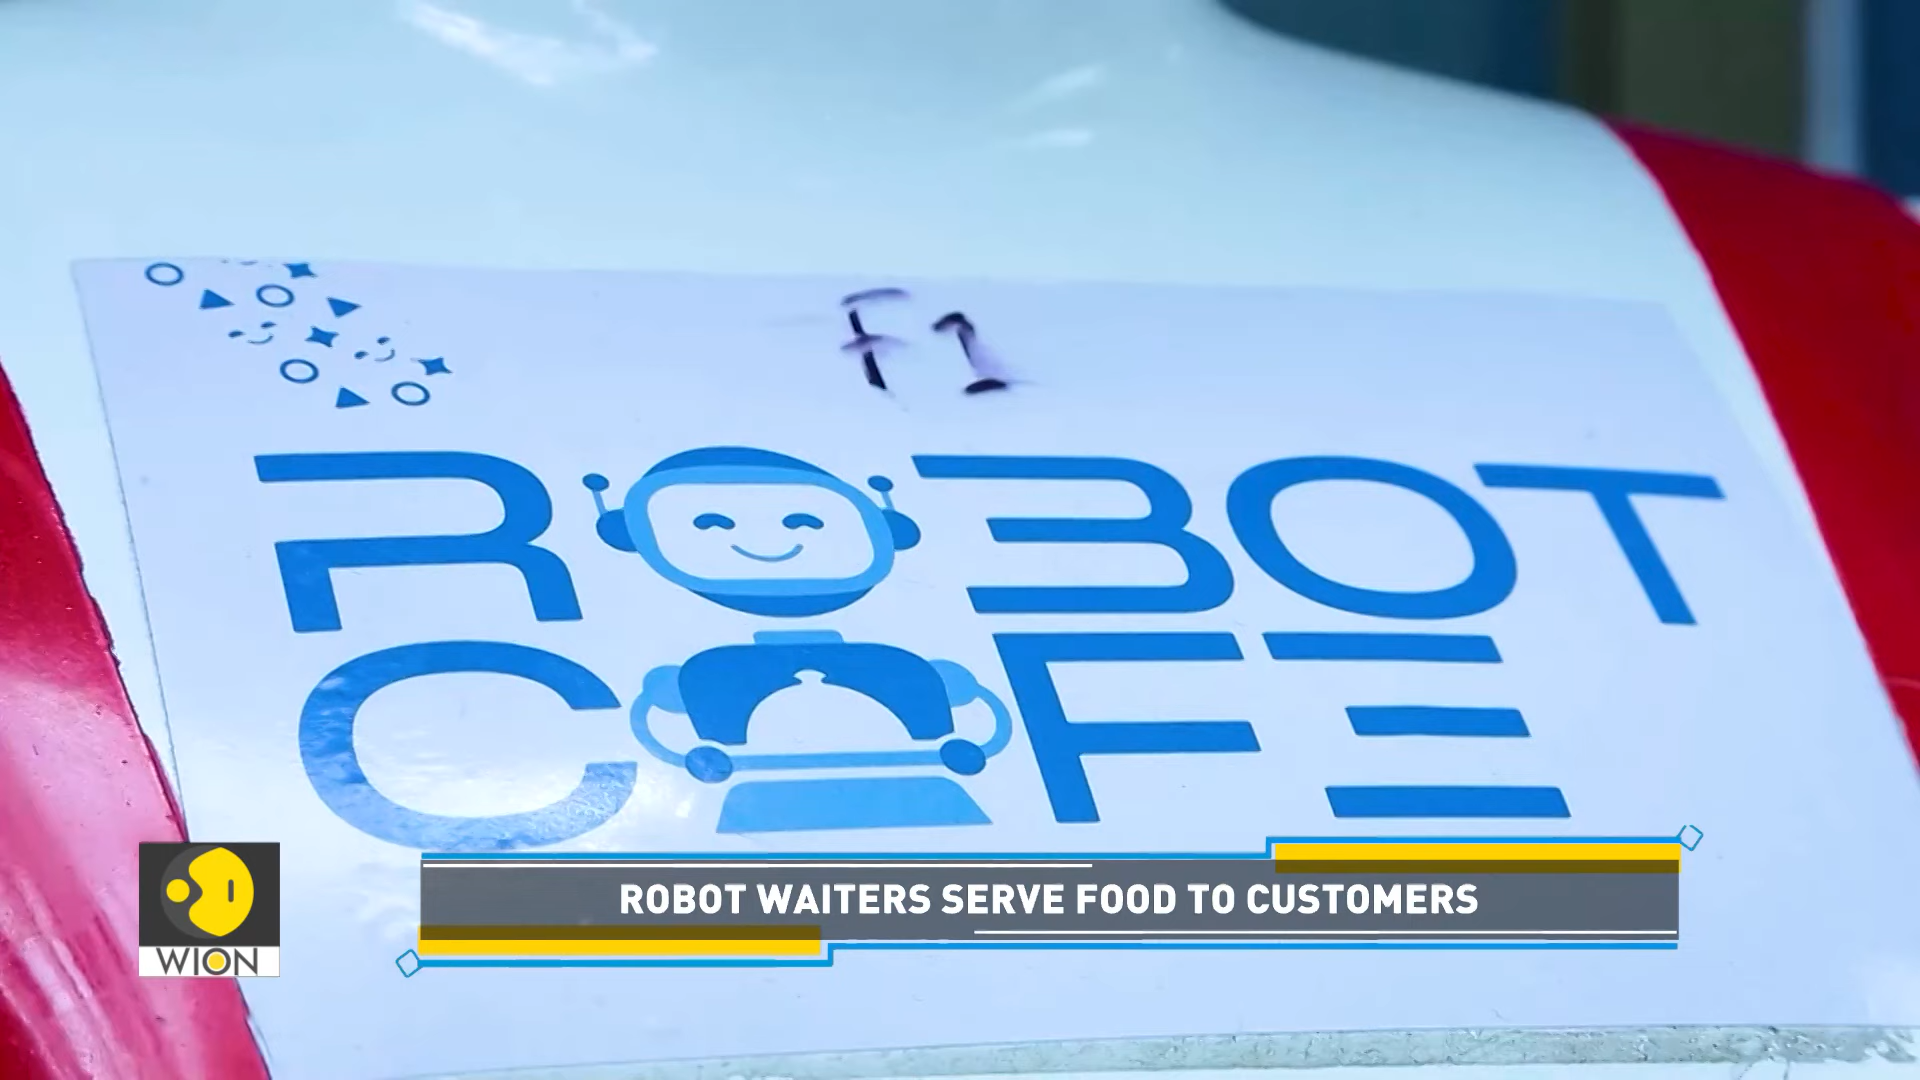 F1
ROBOT
CAFE
ROBOT WAITERS SERVE FOOD TO CUSTOMERS
WION